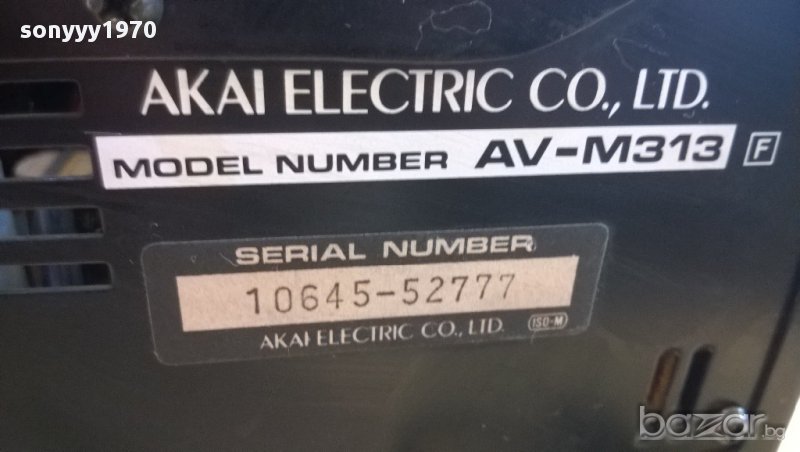 sonyyy1970
AKAI ELECTRIC CO., LTD.
MODEL NUMBER AV-M313 F
SERIAL NUMBER
10645-52777
AKAI ELECTRIC CO., LTD. ISO-M
bazar.bg